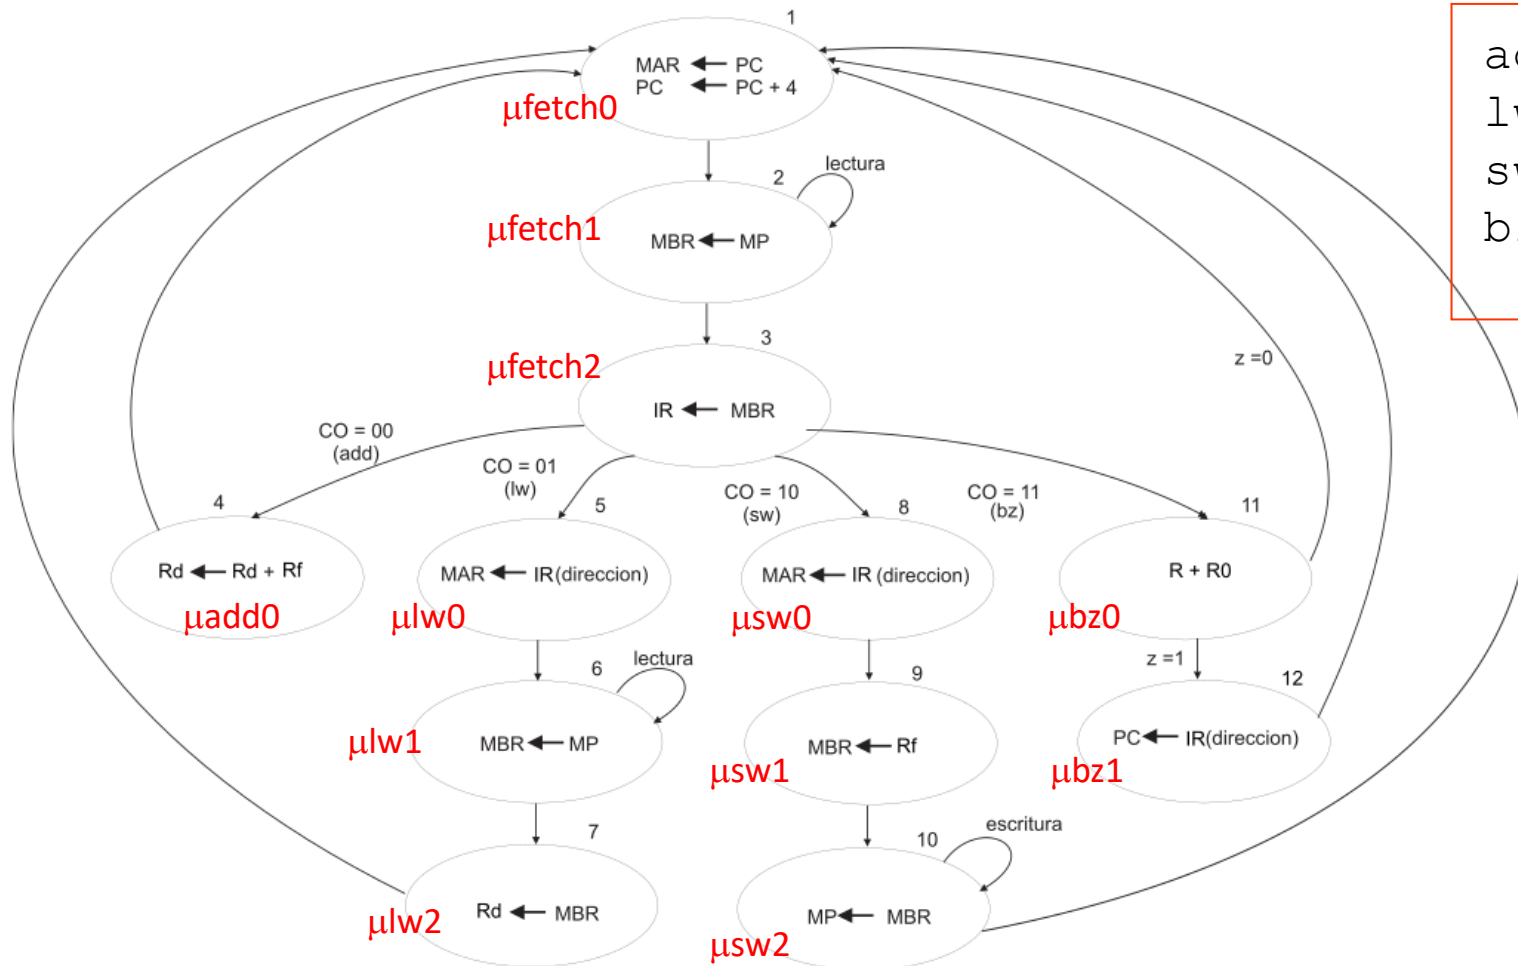 1
MAR ← PC
PC ← PC + 4
µfetch0
lectura
2
µfetch1
MBR ← MP
3
µfetch2
IR ← MBR
z =0
CO = 00
(add)
CO = 01
(lw)
CO = 10
(sw)
CO = 11
(bz)
4
Rd ← Rd + Rf
µadd0
5
MAR ← IR(direccion)
µlw0
8
MAR ← IR (direccion)
µsw0
11
R + R0
µbz0
z =1
6
lectura
µlw1
MBR ← MP
9
MBR ← Rf
µsw1
12
PC ← IR(direccion)
µbz1
7
Rd ← MBR
µlw2
10
escritura
MP ← MBR
µsw2